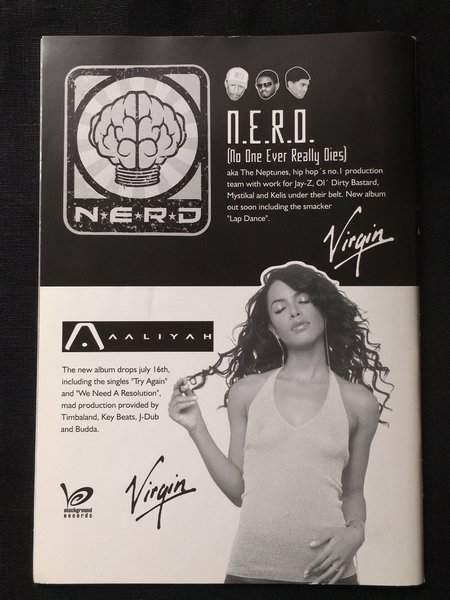 N★E★R★D
N.E.R.D.
(No One Ever Really Dies)
aka The Neptunes, hip hop´s no.1 production
team with work for Jay-Z, Ol´ Dirty Bastard,
Mystikal and Kelis under their belt. New album
out soon including the smacker
"Lap Dance".
Virgin
AALIYAH
The new album drops july 16th,
including the singles "Try Again"
and "We Need A Resolution",
mad production provided by
Timbaland, Key Beats, J-Dub
and Budda.
blackground
records
Virgin